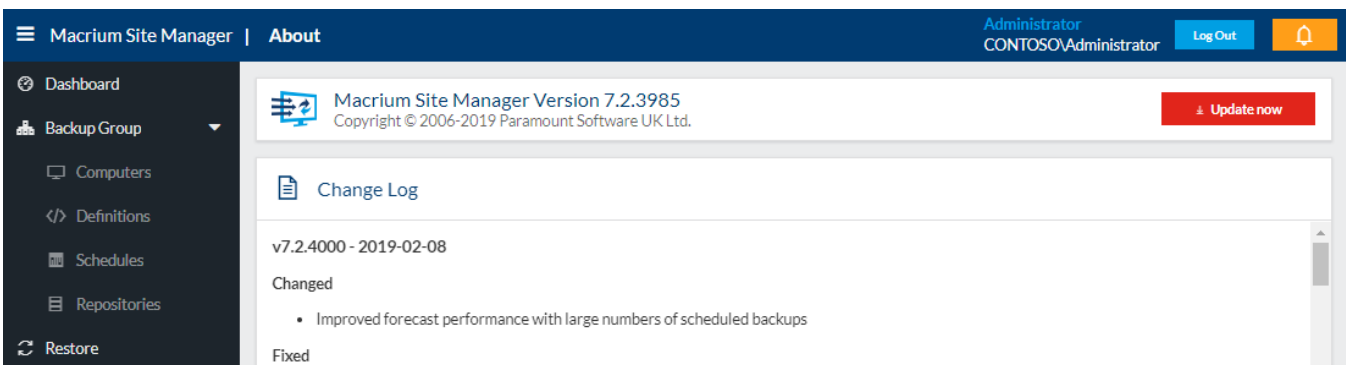 Macrium Site Manager | About
Administrator
CONTOSO\Administrator
Log Out
Dashboard
Backup Group
Computers
Definitions
Schedules
Repositories
Restore
Macrium Site Manager Version 7.2.3985
Copyright © 2006-2019 Paramount Software UK Ltd.
Update now
Change Log
v7.2.4000 - 2019-02-08
Changed
• Improved forecast performance with large numbers of scheduled backups
Fixed